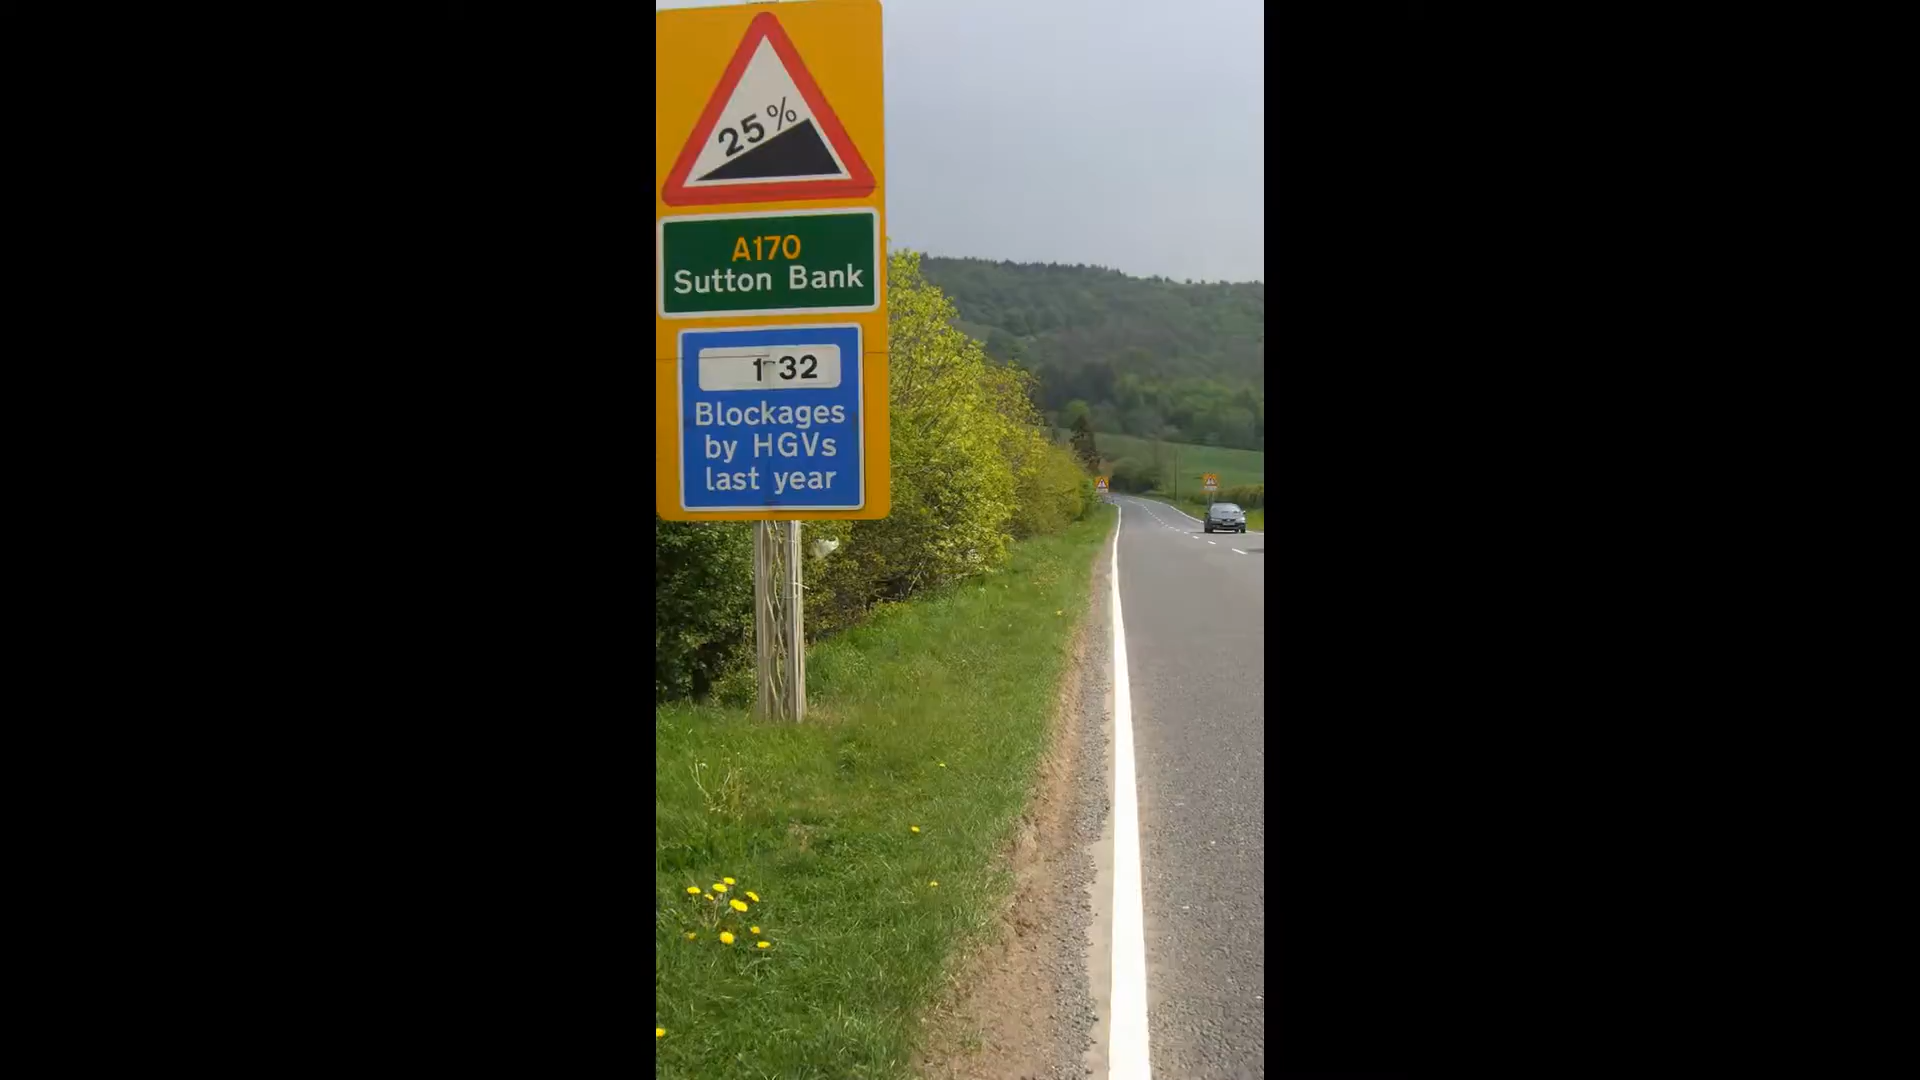 25%
A170
Sutton Bank
132
Blockages
by HGVs
last year